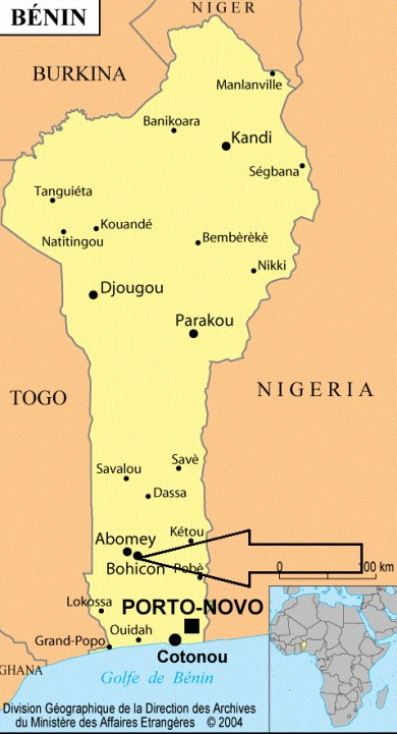 BÉNIN
NIGER
BURKINA
Manlanville
Banikoara
Kandi
Ségbana
Tanguiéta
Kouandé
Natitingou
Bembèrèkè
Nikki
Djougou
Parakou
TOGO
NIGERIA
Savè
Savalou
Dassa
Kétou
Abomey
Bohicon
Pobè
0
100 km
Lokossa
PORTO-NOVO
Ouidah
Grand-Popo
Cotonou
GHANA
Golfe de Bénin
Division Géographique de la Direction des Archives
du Ministère des Affaires Etrangères © 2004